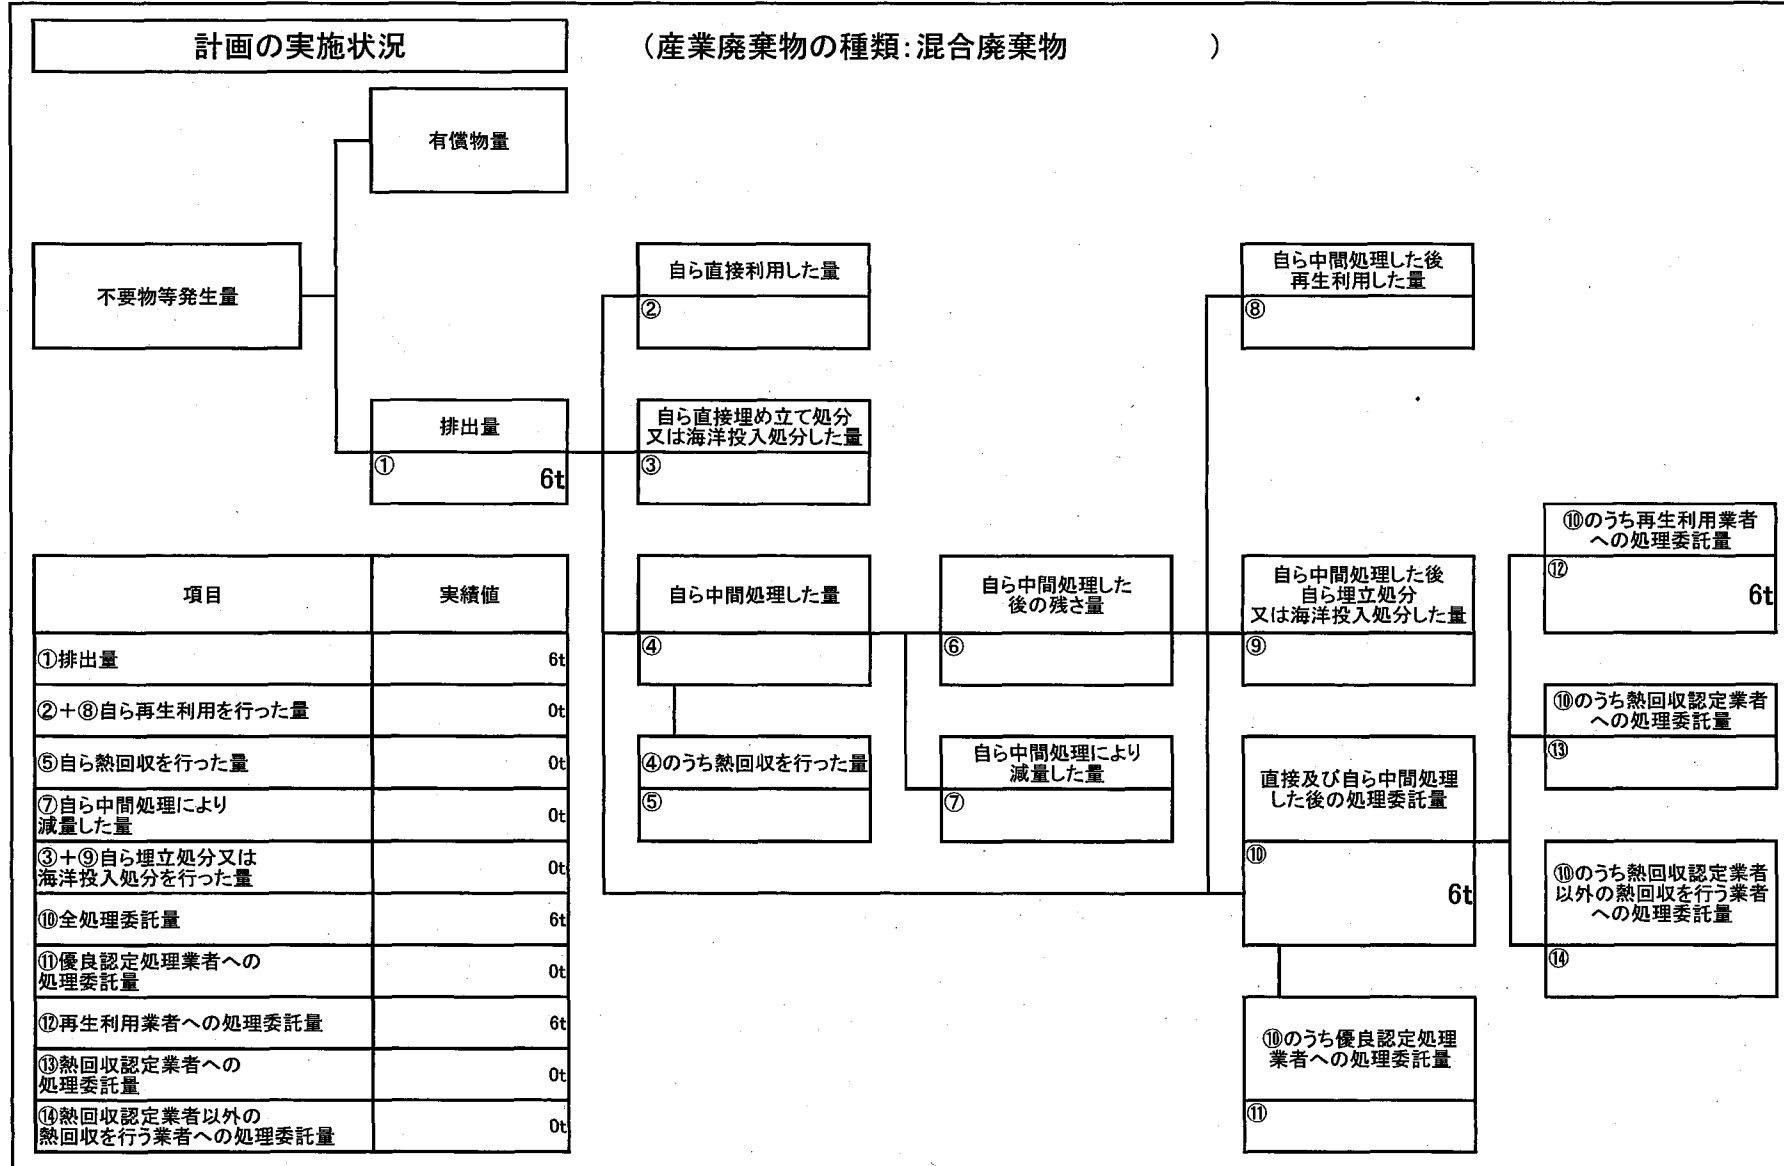 計画の実施状況
（産業廃棄物の種類：混合廃棄物　　　　　）
有償物量
不要物等発生量
排出量
①
6t
自ら直接利用した量
②
自ら直接埋め立て処分
又は海洋投入処分した量
③
自ら中間処理した量
④
④のうち熱回収を行った量
⑤
自ら中間処理した
後の残さ量
⑥
自ら中間処理により
減量した量
⑦
自ら中間処理した後
再生利用した量
⑧
自ら中間処理した後
自ら埋立処分
又は海洋投入処分した量
⑨
直接及び自ら中間処理
した後の処理委託量
⑩
6t
⑩のうち優良認定処理
業者への処理委託量
⑪
⑩のうち再生利用業者
への処理委託量
⑫
6t
⑩のうち熱回収認定業者
への処理委託量
⑬
⑩のうち熱回収認定業者
以外の熱回収を行う業者
への処理委託量
⑭
項目 実績値
①排出量 6t
②＋⑧自ら再生利用を行った量 0t
⑤自ら熱回収を行った量 0t
⑦自ら中間処理により
減量した量 0t
③＋⑨自ら埋立処分又は
海洋投入処分を行った量 0t
⑩全処理委託量 6t
⑪優良認定処理業者への
処理委託量 0t
⑫再生利用業者への処理委託量 6t
⑬熱回収認定業者への
処理委託量 0t
⑭熱回収認定業者以外の
熱回収を行う業者への処理委託量 0t